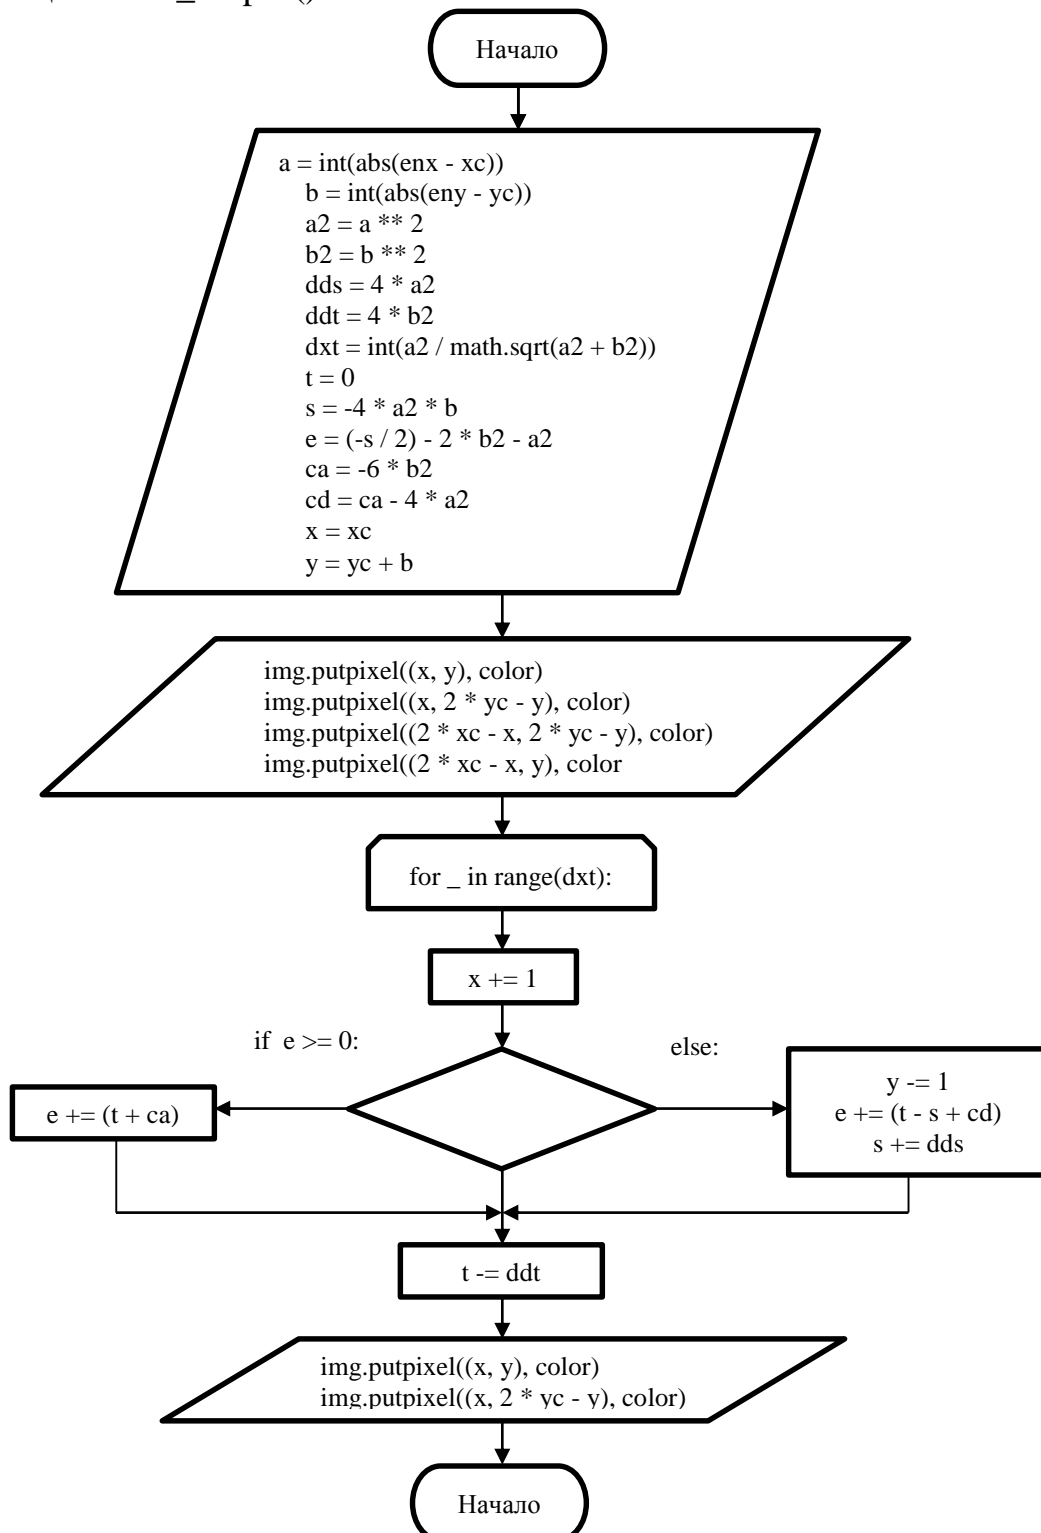 Начало
a = int(abs(enx - xc))
b = int(abs(eny - yc))
a2 = a ** 2
b2 = b ** 2
dds = 4 * a2
ddt = 4 * b2
dxt = int(a2 / math.sqrt(a2 + b2))
t = 0
s = -4 * a2 * b
e = (-s / 2) - 2 * b2 - a2
ca = -6 * b2
cd = ca - 4 * a2
x = xc
y = yc + b
img.putpixel((x, y), color)
img.putpixel((x, 2 * yc - y), color)
img.putpixel((2 * xc - x, 2 * yc - y), color)
img.putpixel((2 * xc - x, y), color
for _ in range(dxt):
x += 1
if e >= 0:
else:
e += (t + ca)
y -= 1
e += (t - s + cd)
s += dds
t -= ddt
img.putpixel((x, y), color)
img.putpixel((x, 2 * yc - y), color)
Начало